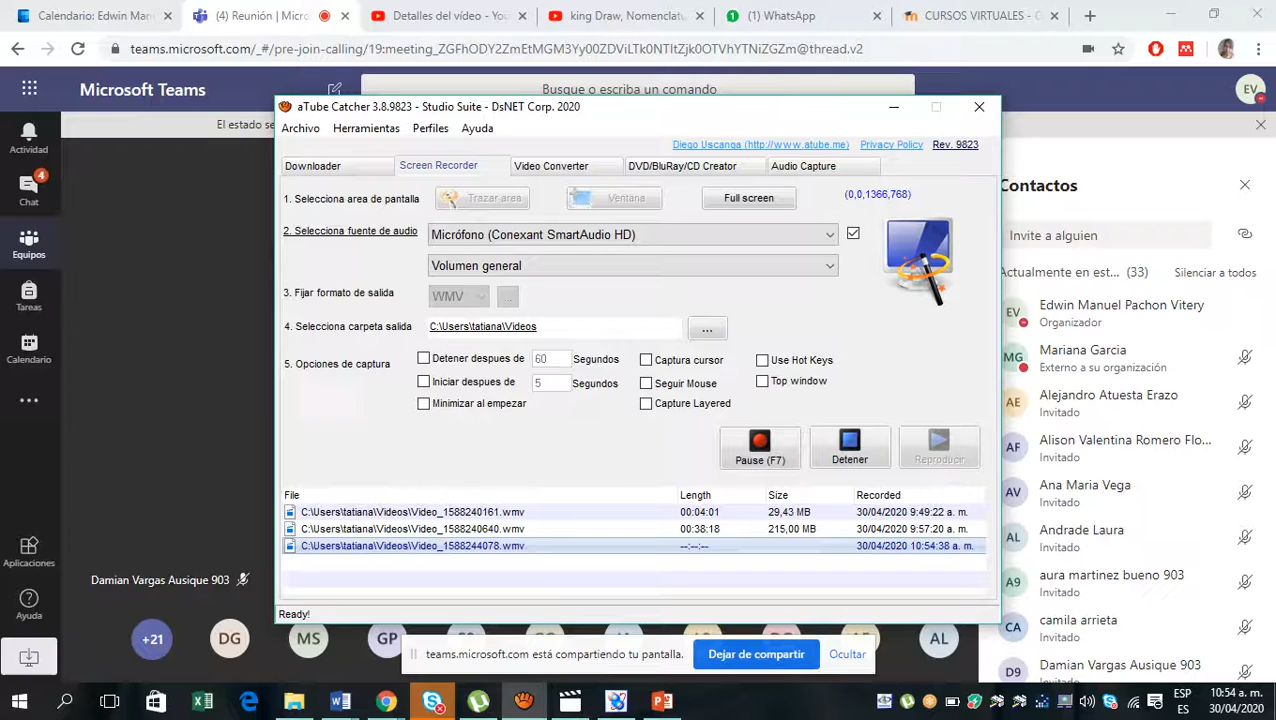 Calendario: Edwin Man
(4) Reunión | Micro
Detalles del vídeo - You
king Draw, Nomenclatu
1 WhatsApp
CURSOS VIRTUALES -
teams.microsoft.com/_#/pre-join-calling/19:meeting_ZGFhODY2ZmEtMGM3Yy00ZDViLTk0NTItZjk0OTVhYTNiZGZm@thread.v2
Microsoft Teams
Busque o escriba un comando
EV
El estado se
aTube Catcher 3.8.9823 - Studio Suite - DsNET Corp. 2020
Archivo Herramientas Perfiles Ayuda
Diego Uscanga (http://www.atube.me) Privacy Policy Rev. 9823
Downloader Screen Recorder Video Converter DVD/BluRay/CD Creator Audio Capture
1. Selecciona area de pantalla Trazar area Ventana Full screen (0,0,1366,768)
2. Selecciona fuente de audio Micrófono (Conexant SmartAudio HD)
Volumen general
3. Fijar formato de salida WMV ...
4. Selecciona carpeta salida C:\Users\tatiana\Videos ...
5. Opciones de captura
Detener despues de 60 Segundos Captura cursor Use Hot Keys
Iniciar despues de 5 Segundos Seguir Mouse Top window
Minimizar al empezar Capture Layered
Pause (F7) Detener Reproducir
File Length Size Recorded
C:\Users\tatiana\Videos\Video_1588240161.wmv 00:04:01 29,43 MB 30/04/2020 9:49:22 a. m.
C:\Users\tatiana\Videos\Video_1588240640.wmv 00:38:18 215,00 MB 30/04/2020 9:57:20 a. m.
C:\Users\tatiana\Videos\Video_1588244078.wmv --:--:-- 30/04/2020 10:54:38 a. m.
Ready!
Actividad
4
Chat
Equipos
Tareas
Calendario
Aplicaciones
Ayuda
Damian Vargas Ausique 903
+21 DG MS GP AL
teams.microsoft.com está compartiendo tu pantalla. Dejar de compartir Ocultar
Contactos
Invite a alguien
Actualmente en est... (33) Silenciar a todos
EV Edwin Manuel Pachon Vitery
Organizador
MG Mariana Garcia
Externo a su organización
AE Alejandro Atuesta Erazo
Invitado
AF Alison Valentina Romero Flo...
Invitado
AV Ana Maria Vega
Invitado
AL Andrade Laura
Invitado
A9 aura martinez bueno 903
Invitado
CA camila arrieta
Invitado
D9 Damian Vargas Ausique 903
Invitado
ESP
ES
10:54 a. m.
30/04/2020